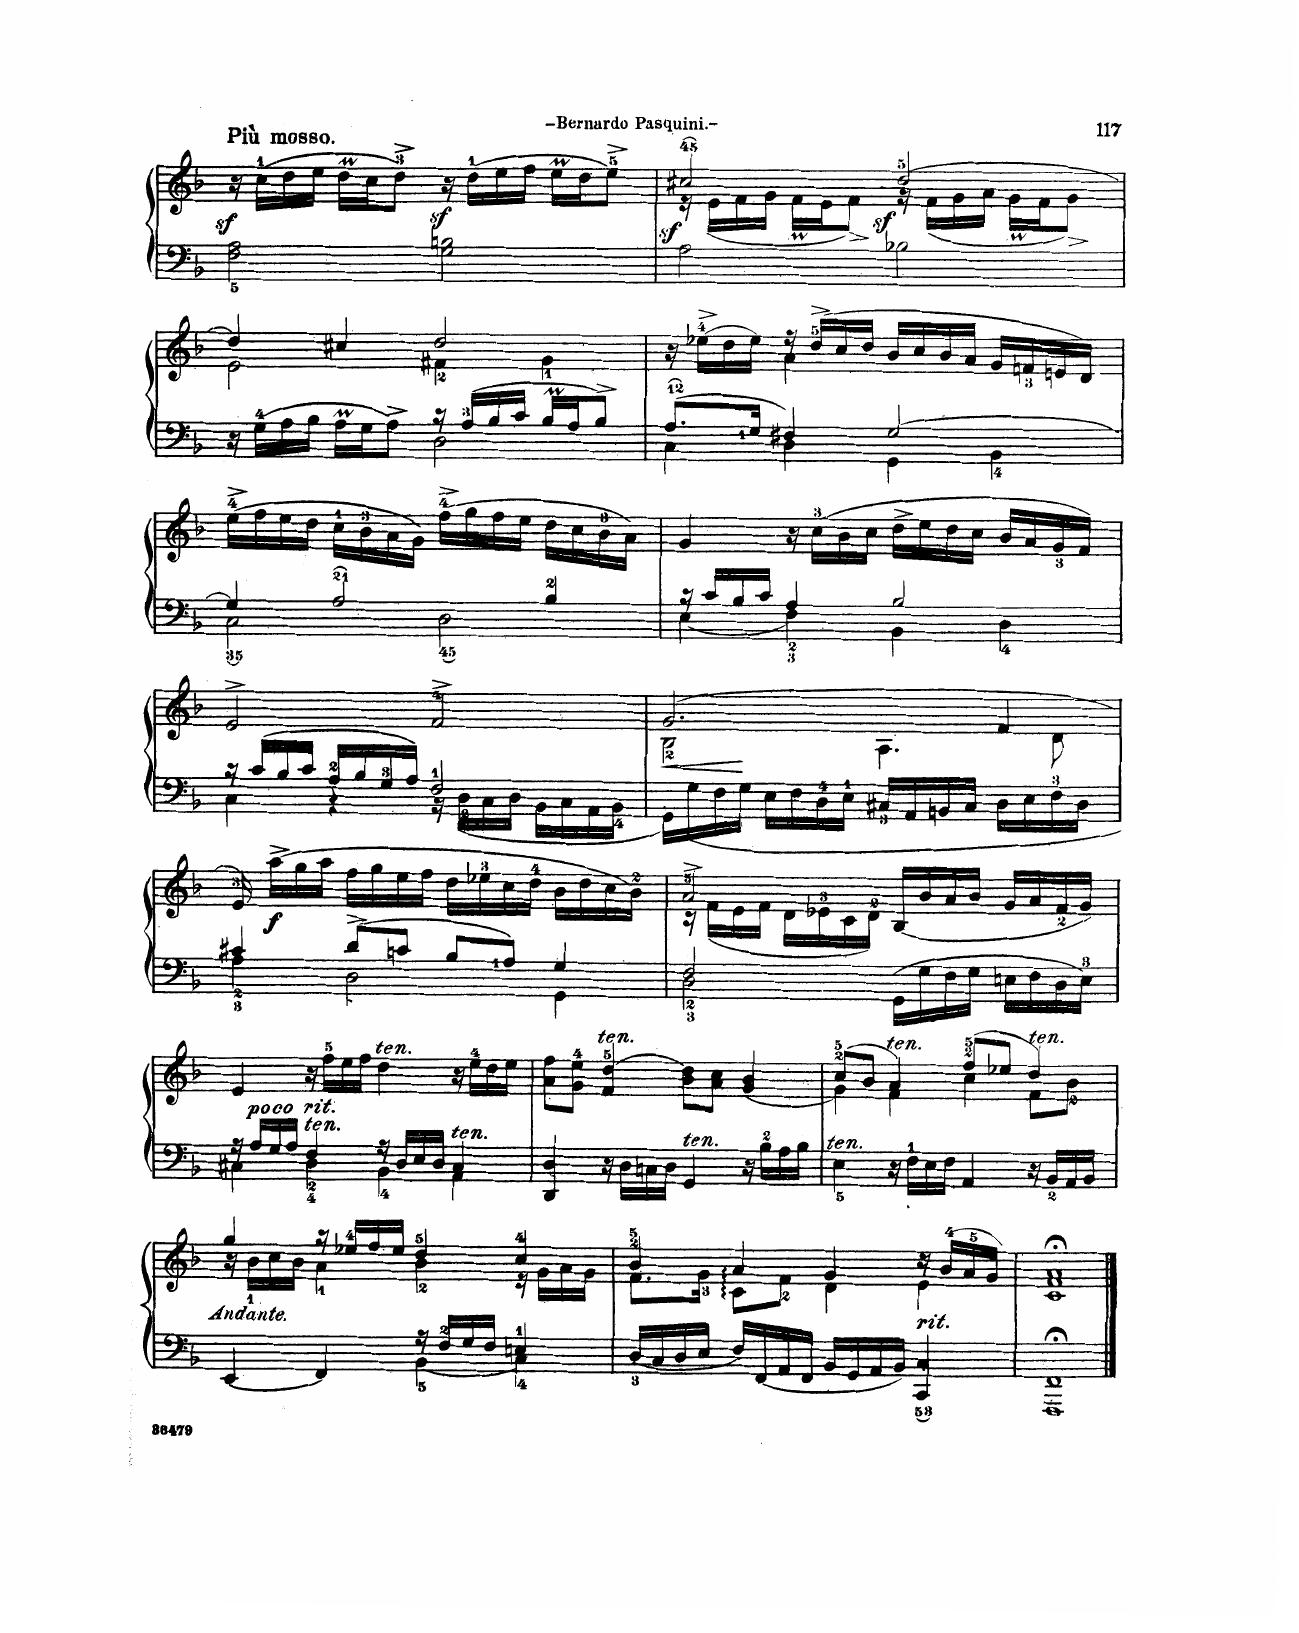 -Bernardo Pasquini.-
117
Più mosso.
sf
sf
sf
sf
f
ten.
ten.
ten.
ten.
poco rit.
ten.
ten.
ten.
ten.
Andante.
rit.
36479